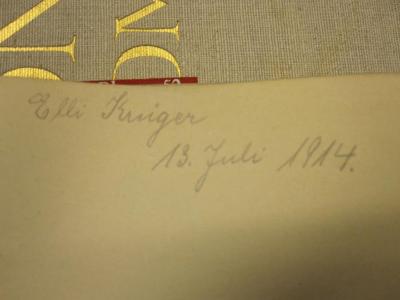 Elli Krüger
13. Juli 1914.